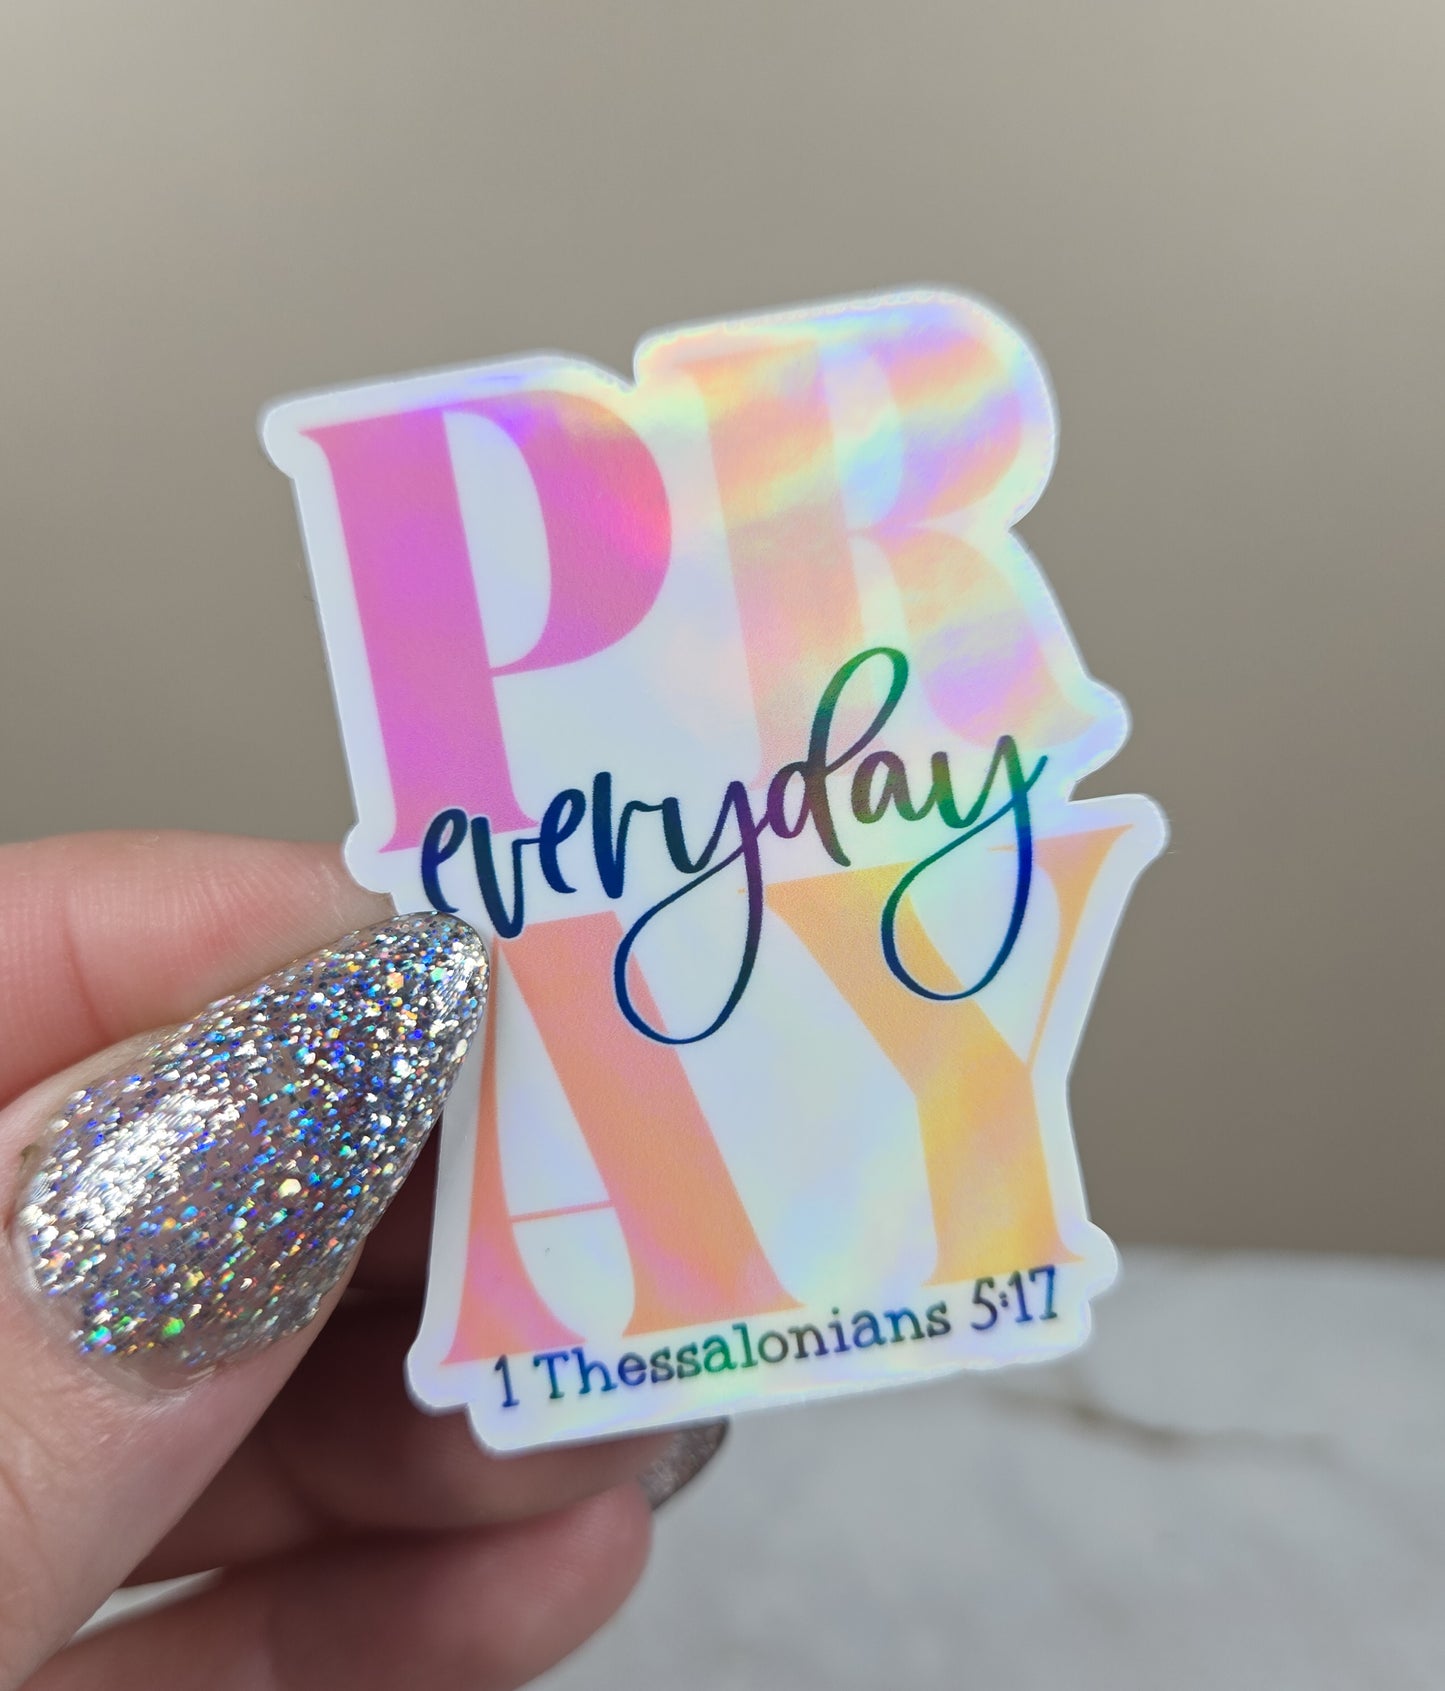 PR
everyday
AY
1 Thessalonians 5:17